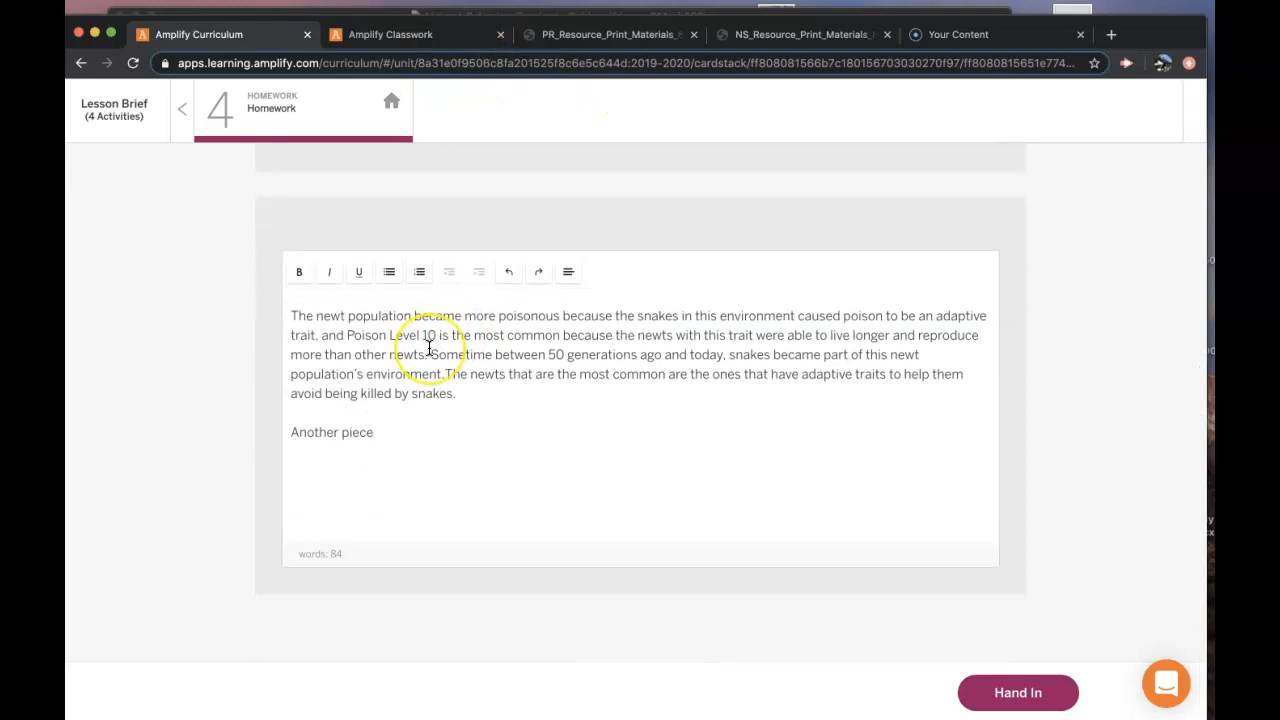 Amplify Curriculum
Amplify Classwork
PR_Resource_Print_Materials_
NS_Resource_Print_Materials_
Your Content
apps.learning.amplify.com/curriculum/#/unit/8a31e0f9506c8fa201525f8c6e5c644d:2019-2020/cardstack/ff808081566b7c180156703030270f97/ff8080815651e774...
Lesson Brief
(4 Activities)
4
HOMEWORK
Homework
B I U
The newt population became more poisonous because the snakes in this environment caused poison to be an adaptive
trait, and Poison Level 10 is the most common because the newts with this trait were able to live longer and reproduce
more than other newts. Sometime between 50 generations ago and today, snakes became part of this newt
population's environment.The newts that are the most common are the ones that have adaptive traits to help them
avoid being killed by snakes.
Another piece
words: 84
Hand In